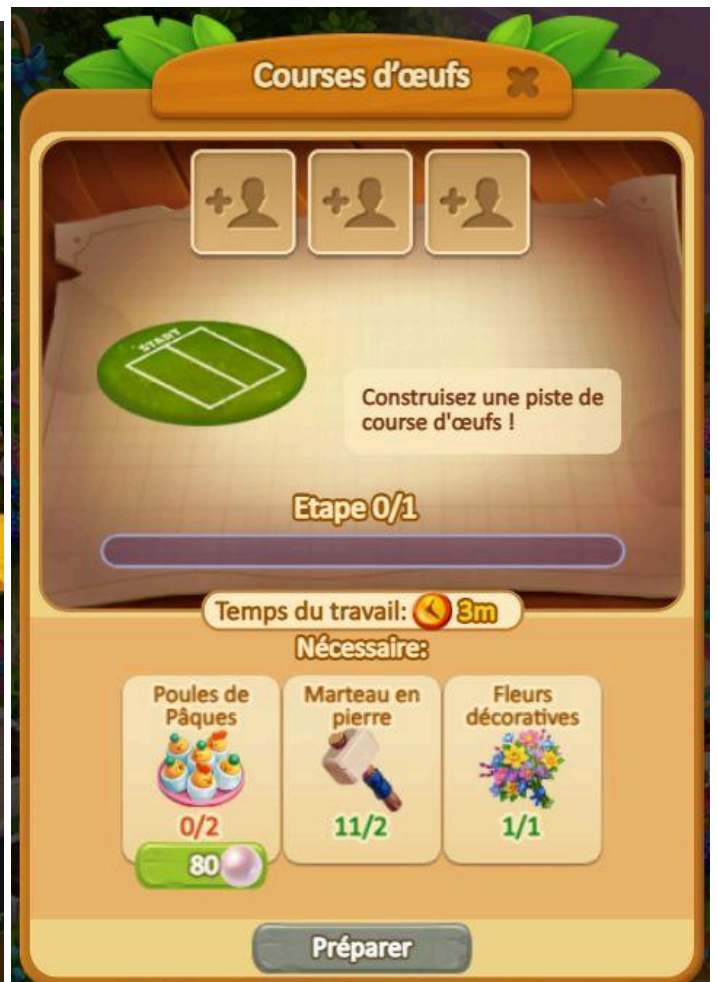 Courses d'œufs
START
Construisez une piste de
course d'œufs !
Etape 0/1
Temps du travail: 3m
Nécessaire:
Poules de
Pâques
Marteau en
pierre
Fleurs
décoratives
0/2
11/2
1/1
80
Préparer